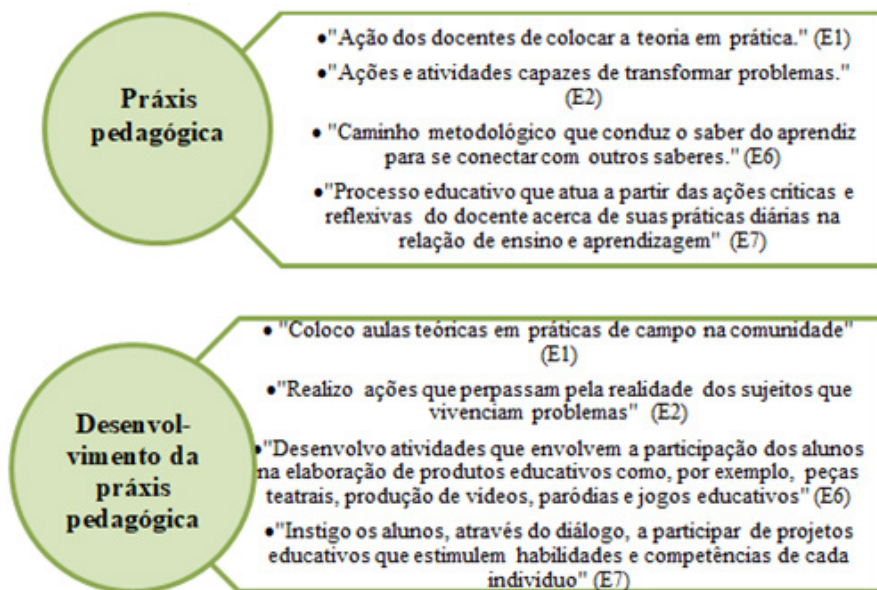 Práxis
pedagógica
•"Ação dos docentes de colocar a teoria em prática." (E1)
•"Ações e atividades capazes de transformar problemas."
(E2)
• "Caminho metodológico que conduz o saber do aprendiz
para se conectar com outros saberes." (E6)
•"Processo educativo que atua a partir das ações criticas e
reflexivas do docente acerca de suas práticas diárias na
relação de ensino e aprendizagem" (E7)
Desenvol-
vimento da
práxis
pedagógica
• "Coloco aulas teóricas em práticas de campo na comunidade"
(E1)
•"Realizo ações que perpassam pela realidade dos sujeitos que
vivenciam problemas" (E2)
•"Desenvolvo atividades que envolvem a participação dos alunos
na elaboração de produtos educativos como, por exemplo, peças
teatrais, produção de vídeos, paródias e jogos educativos" (E6)
•"Instigo os alunos, através do diálogo, a participar de projetos
educativos que estimulem habilidades e competências de cada
indivíduo" (E7)